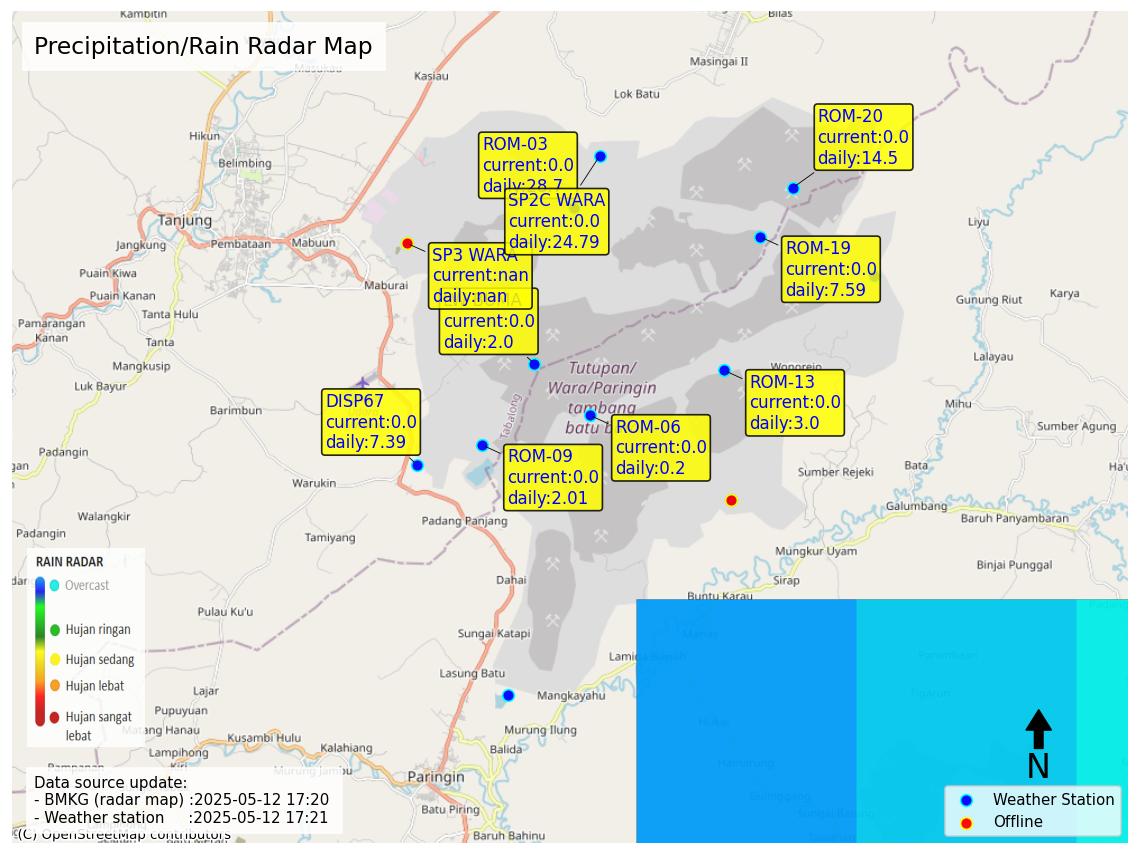 Precipitation/Rain Radar Map
Kambitin
Bilas
Kasiau
Masingai II
Lok Batu
Hikun
Belimbing
Tanjung
Jangkung
Pembataan
Mabuun
Maburai
Puain Kiwa
Puain Kanan
Tanta Hulu
Pamarangan
Kanan
Tanta
Mangkusip
Luk Bayur
Barimbun
Warukin
Walangkir
Padangin
Tamiyang
Padang Panjang
Dahai
Pulau Ku'u
Sungai Katapi
Lasung Batu
Mangkayahu
Murung Ilung
Lajar
Pupuyuan
Matang Hanau
Lampihong
Kusambi Hulu
Kalahiang
Murung Jambu
Balida
Paringin
Batu Piring
Baruh Bahinu
Liyu
Gunung Riut
Karya
Lalayau
Mihu
Wonorejo
Sumber Agung
Bata
Sumber Rejeki
Galumbang
Baruh Panyambaran
Mungkur Uyam
Binjai Punggal
Sirap
Buntu Karau
Tabalong
Tutupan/
Wara/Paringin
tambang
batu b
ROM-03
current:0.0
daily:28.7
SP2C WARA
current:0.0
daily:24.79
SP3 WARA
current:nan
daily:nan
current:0.0
daily:2.0
ROM-20
current:0.0
daily:14.5
ROM-19
current:0.0
daily:7.59
ROM-13
current:0.0
daily:3.0
ROM-06
current:0.0
daily:0.2
ROM-09
current:0.0
daily:2.01
DISP67
current:0.0
daily:7.39
RAIN RADAR
Overcast
Hujan ringan
Hujan sedang
Hujan lebat
Hujan sangat
lebat
Data source update:
- BMKG (radar map) :2025-05-12 17:20
- Weather station :2025-05-12 17:21
(C) OpenStreetMap contributors
N
Weather Station
Offline